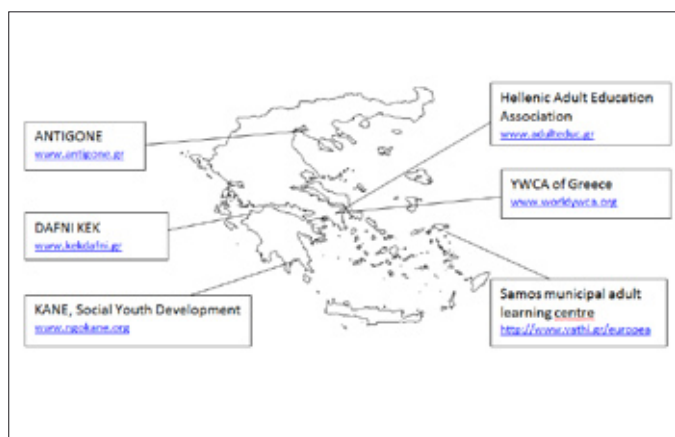 ANTIGONE
www.antigone.gr
DAFNI KEK
www.kekdafni.gr
KANE, Social Youth Development
www.ngokane.org
Hellenic Adult Education
Association
www.adulteduc.gr
YWCA of Greece
www.worldywca.org
Samos municipal adult
learning centre
http://www.vathi.gr/europea